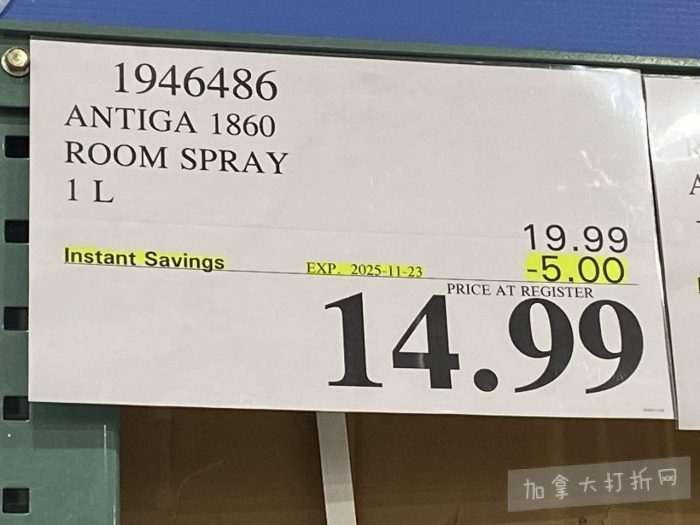 1946486
ANTIGA 1860
ROOM SPRAY
1 L
19.99
Instant Savings EXP. 2025-11-23 -5.00
PRICE AT REGISTER
14.99
加拿大打折网